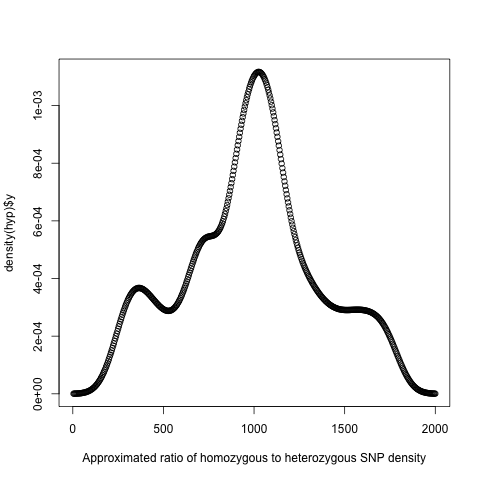 density(hyp)$y
1e-03
8e-04
6e-04
4e-04
2e-04
0e+00
0 500 1000 1500 2000
Approximated ratio of homozygous to heterozygous SNP density